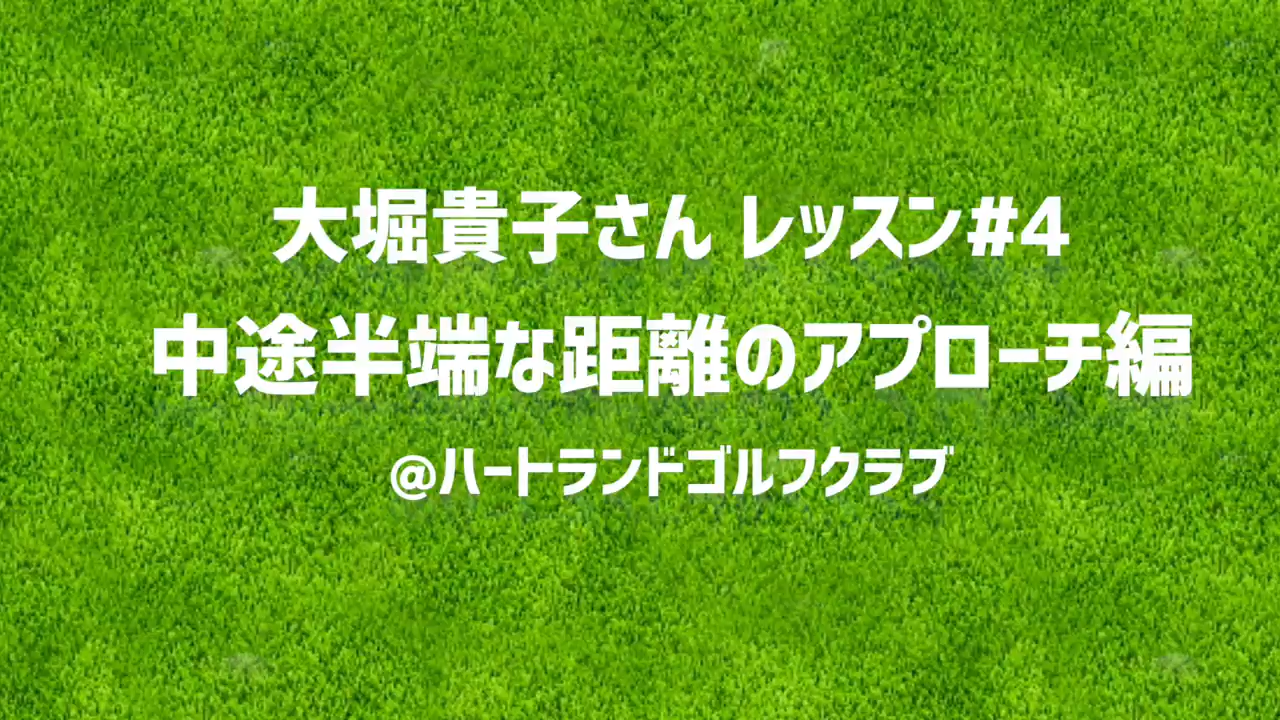 大堀貴子さん レッスン#4
中途半端な距離のアプローチ編
@ハートランドゴルフクラブ